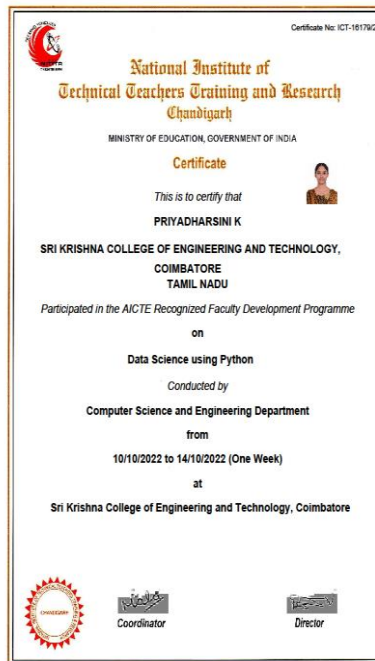 Certificate No: ICT-16179/2
National Institute of
Technical Teachers Training and Research
Chandigarh
MINISTRY OF EDUCATION, GOVERNMENT OF INDIA
Certificate
This is to certify that
PRIYADHARSINI K
SRI KRISHNA COLLEGE OF ENGINEERING AND TECHNOLOGY,
COIMBATORE
TAMIL NADU
Participated in the AICTE Recognized Faculty Development Programme
on
Data Science using Python
Conducted by
Computer Science and Engineering Department
from
10/10/2022 to 14/10/2022 (One Week)
at
Sri Krishna College of Engineering and Technology, Coimbatore
CHANDIGARH
Coordinator
Director